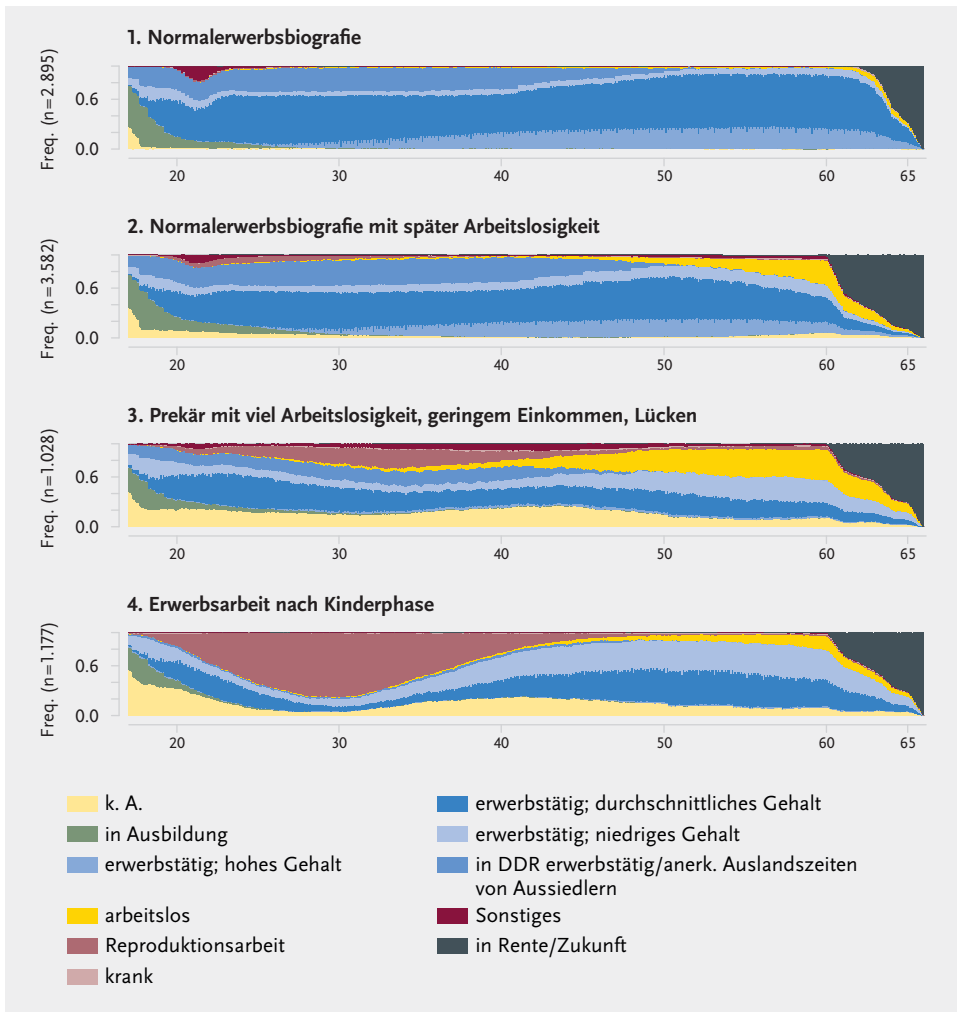 1. Normalerwerbsbiografie
Freq. (n=2.895)
0.6
0.0
20 30 40 50 60 65
2. Normalerwerbsbiografie mit später Arbeitslosigkeit
Freq. (n=3.582)
0.6
0.0
20 30 40 50 60 65
3. Prekär mit viel Arbeitslosigkeit, geringem Einkommen, Lücken
Freq. (n=1.028)
0.6
0.0
20 30 40 50 60 65
4. Erwerbsarbeit nach Kinderphase
Freq. (n=1.177)
0.6
0.0
20 30 40 50 60 65
k. A.
in Ausbildung
erwerbstätig; hohes Gehalt
arbeitslos
Reproduktionsarbeit
krank
erwerbstätig; durchschnittliches Gehalt
erwerbstätig; niedriges Gehalt
in DDR erwerbstätig/anerk. Auslandszeiten
von Aussiedlern
Sonstiges
in Rente/Zukunft